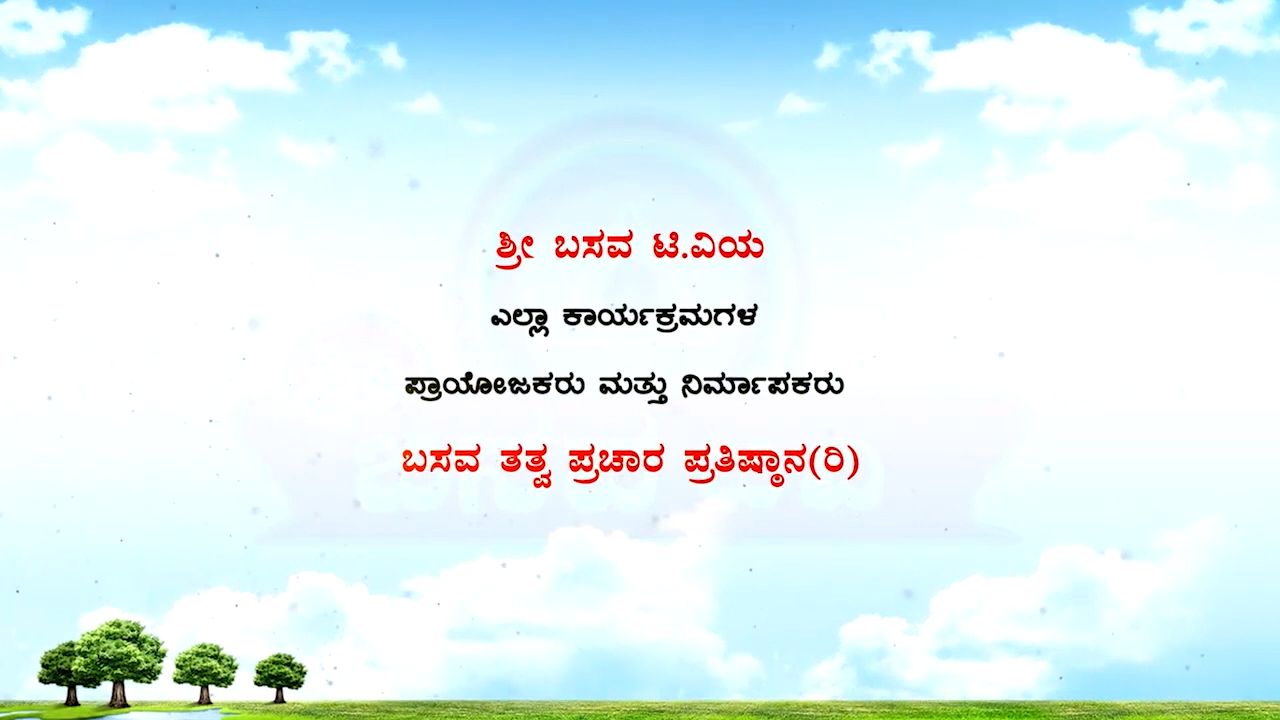 ಶ್ರೀ ಬಸವ ಟಿ.ವಿಯ
ಎಲ್ಲಾ ಕಾರ್ಯಕ್ರಮಗಳ
ಪ್ರಾಯೋಜಕರು ಮತ್ತು ನಿರ್ಮಾಪಕರು
ಬಸವ ತತ್ವ ಪ್ರಚಾರ ಪ್ರತಿಷ್ಠಾನ(ರಿ)